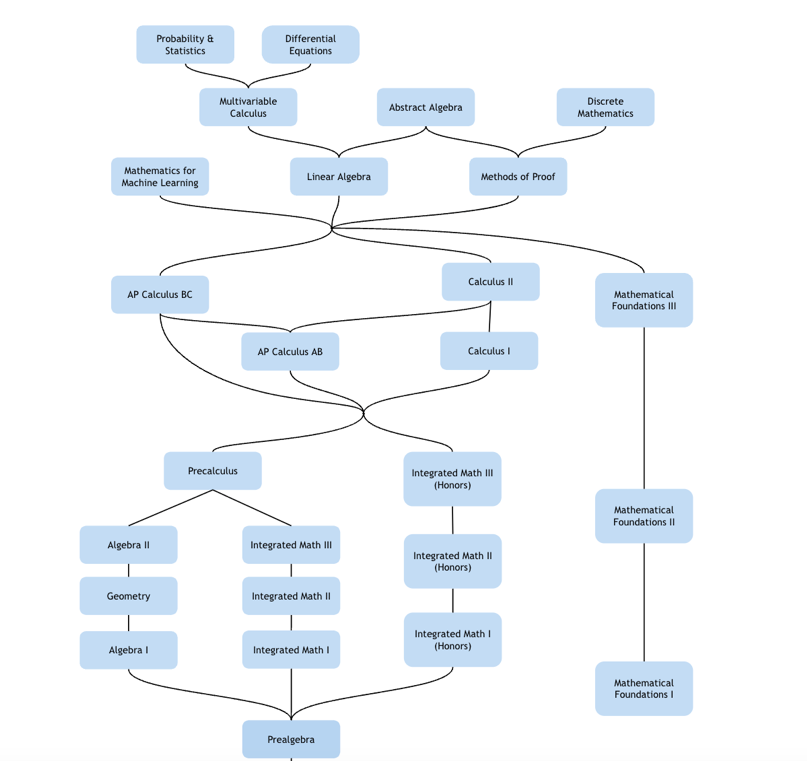 Probability &
Statistics
Differential
Equations
Multivariable
Calculus
Abstract Algebra
Discrete
Mathematics
Mathematics for
Machine Learning
Linear Algebra
Methods of Proof
AP Calculus BC
Calculus II
Mathematical
Foundations III
AP Calculus AB
Calculus I
Precalculus
Integrated Math III
(Honors)
Mathematical
Foundations II
Algebra II
Integrated Math III
Integrated Math II
(Honors)
Geometry
Integrated Math II
Algebra I
Integrated Math I
Integrated Math I
(Honors)
Mathematical
Foundations I
Prealgebra